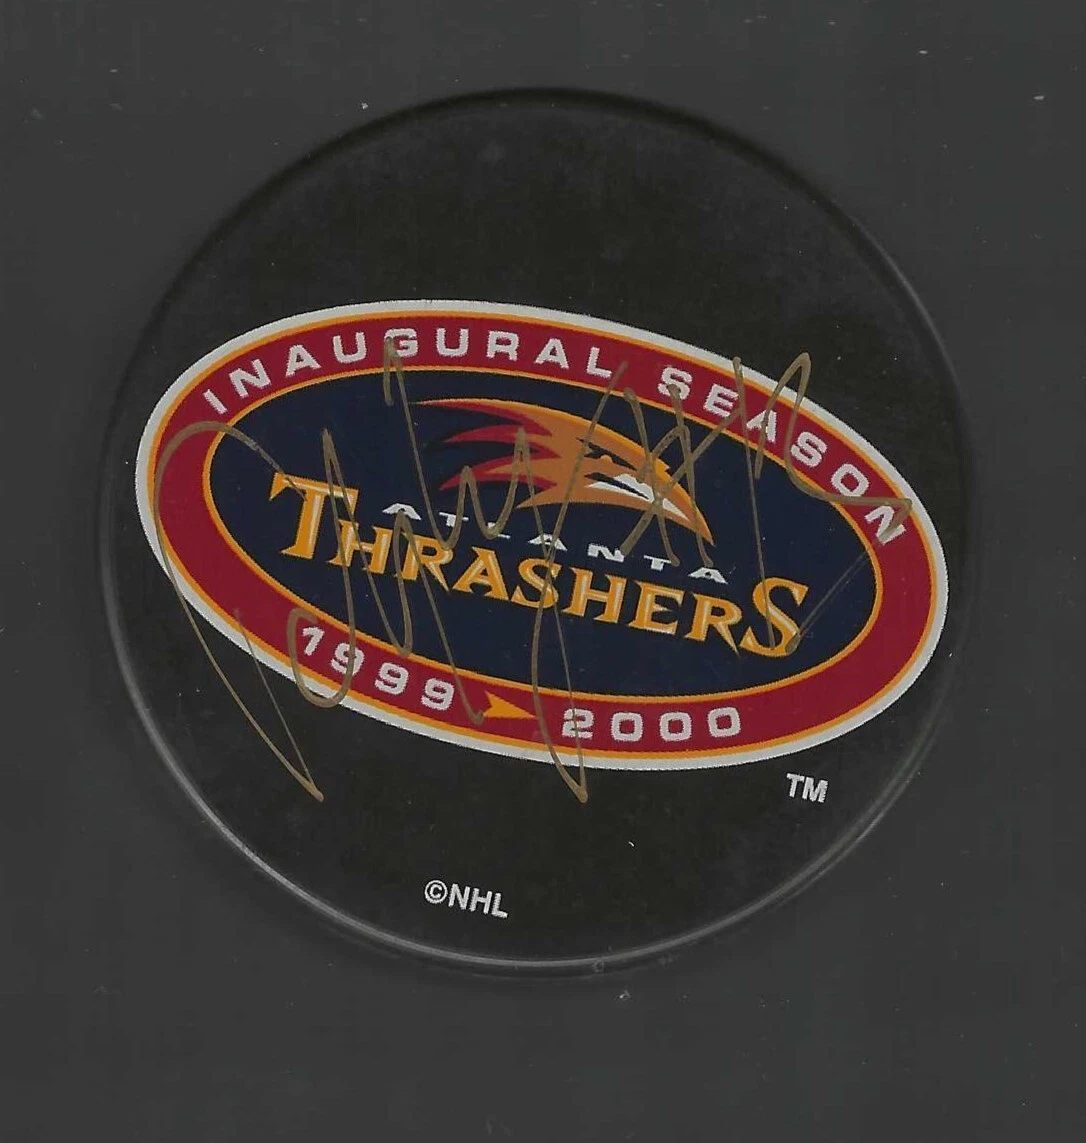 INAUGURAL SEASON
ATLANTA
THRASHERS
1999 2000
TM
©NHL